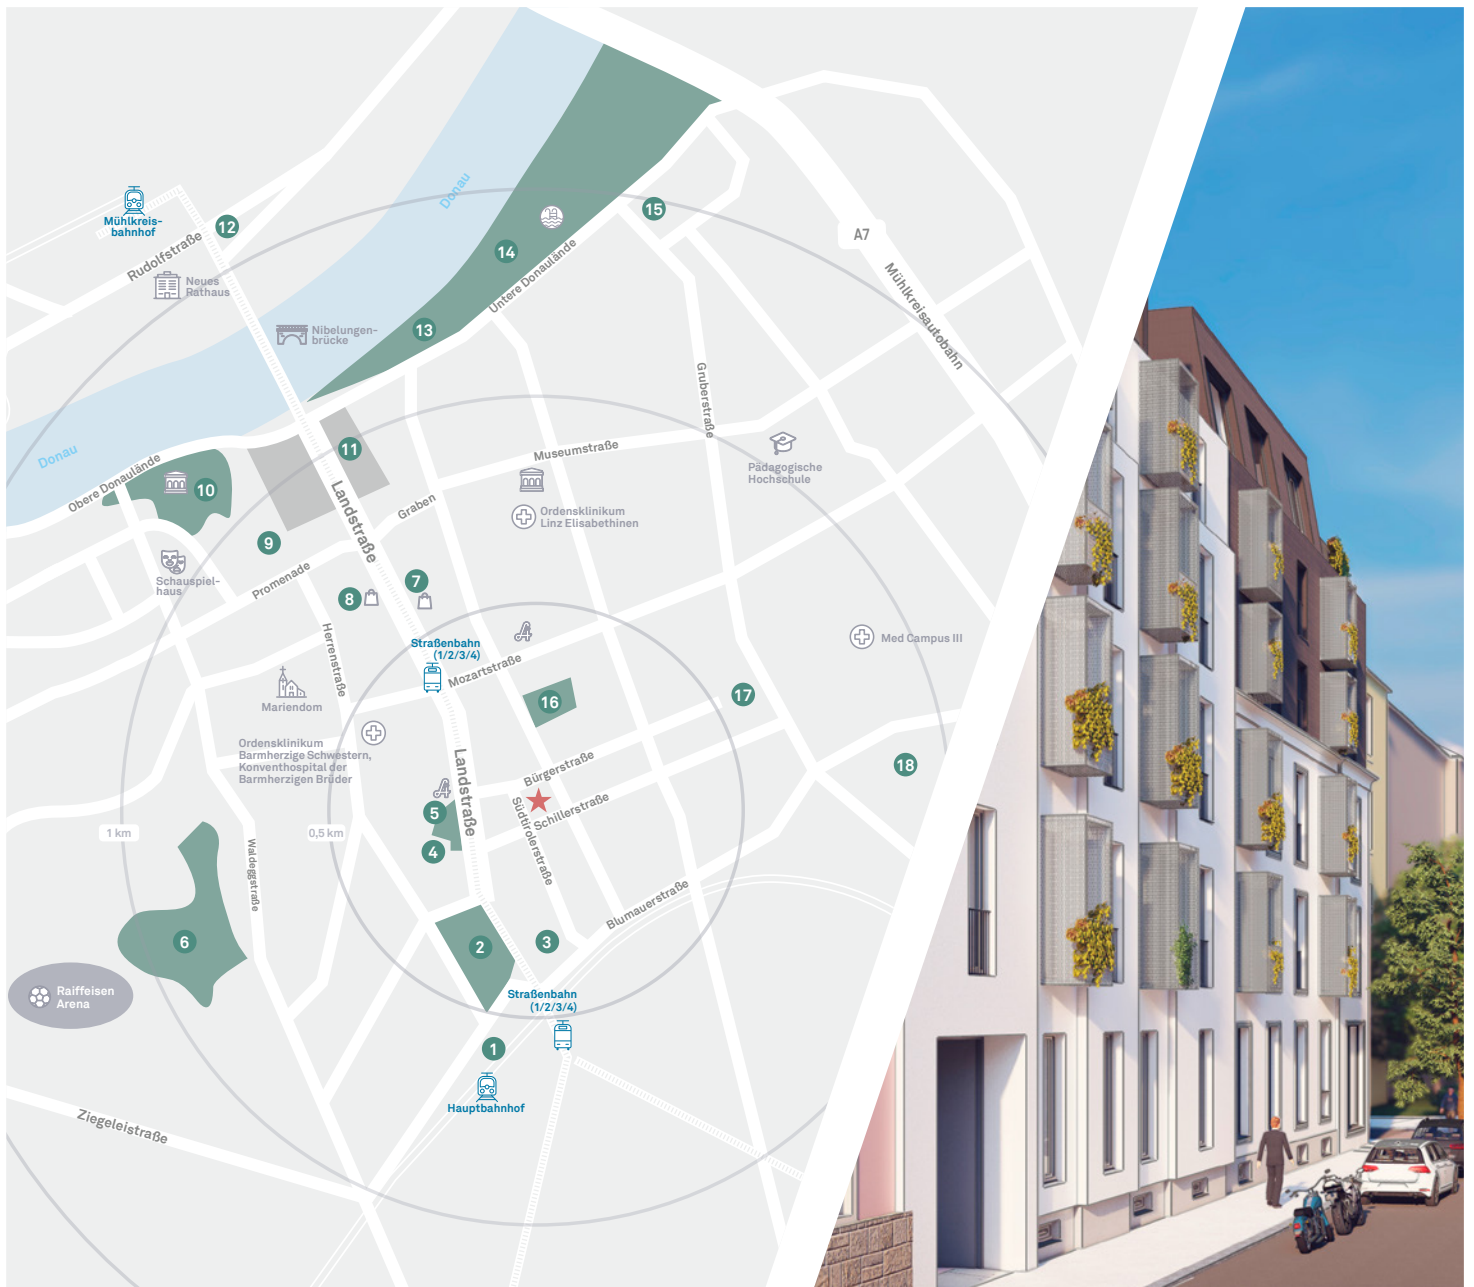 Donau
15
Mühlkreis-
bahnhof
12
A7
Rudolfstraße
14
Untere Donaulände
Neues
Rathaus
Mühlkreisautobahn
Nibelungen-
brücke
13
Gruberstraße
11
Museumstraße
Donau
Pädagogische
Hochschule
Obere Donaulände
10
Landstraße
Graben
Ordensklinikum
Linz Elisabethinen
9
Schauspiel-
haus
Promenade
7
8
Herrenstraße
Straßenbahn
(1/2/3/4)
Med Campus III
Mozartstraße
Mariendom
16
17
Ordensklinikum
Barmherzige Schwestern,
Konventhospital der
Barmherzigen Brüder
Landstraße
Bürgerstraße
18
5
Südtirolerstraße
Schillerstraße
1 km
0,5 km
4
Waldeggstraße
Blumauerstraße
6
2
3
Raiffeisen
Arena
Straßenbahn
(1/2/3/4)
1
Hauptbahnhof
Ziegeleistraße